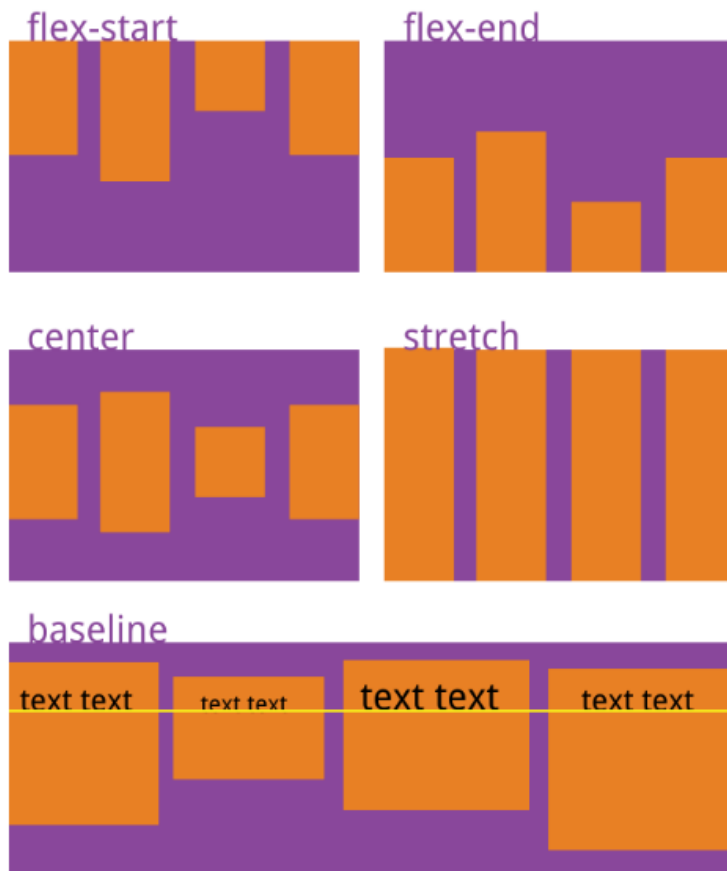 flex-start
flex-end
center
stretch
baseline
text text
text text
text text
text text